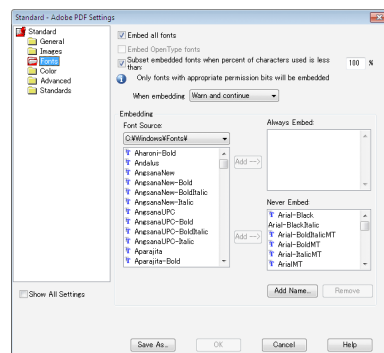 Standard - Adobe PDF Settings
Standard
General
Images
Fonts
Color
Advanced
Standards
Show All Settings
Embed all fonts
Embed OpenType fonts
Subset embedded fonts when percent of characters used is less than:
100 %
Only fonts with appropriate permission bits will be embedded
When embedding Warn and continue
Embedding
Font Source:
C:¥Windows¥Fonts¥
Aharoni-Bold
Andalus
AngsanaNew
AngsanaNew-Bold
AngsanaNew-BoldItalic
AngsanaNew-Italic
AngsanaUPC
AngsanaUPC-Bold
AngsanaUPC-BoldItalic
AngsanaUPC-Italic
Aparajita
Aparajita-Bold
Add -->
Add -->
Always Embed:
Never Embed:
Arial-Black
Arial-BlackItalic
Arial-BoldItalicMT
Arial-BoldMT
Arial-ItalicMT
ArialMT
Add Name... Remove
Save As... OK Cancel Help